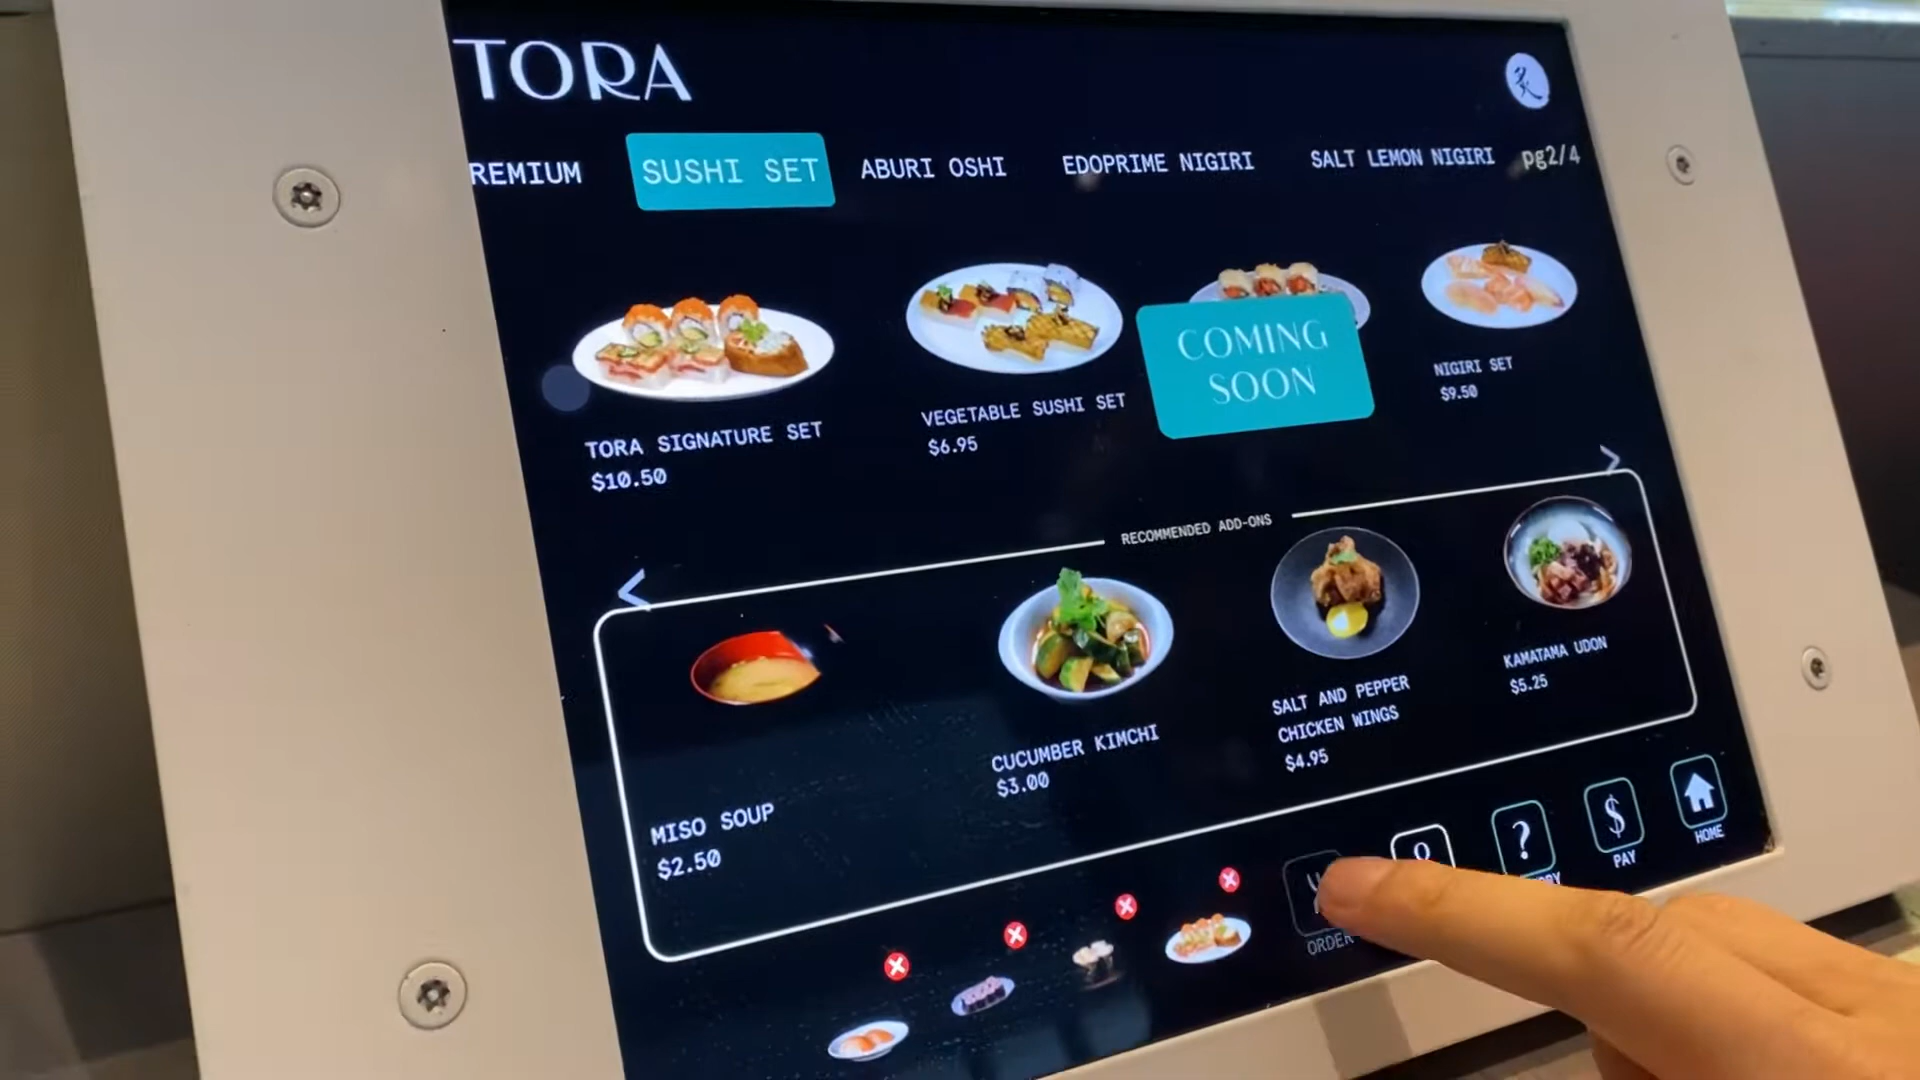 TORA
炙
REMIUM
SUSHI SET
ABURI OSHI
EDOPRIME NIGIRI
SALT LEMON NIGIRI
pg2/4
TORA SIGNATURE SET
$10.50
VEGETABLE SUSHI SET
$6.95
COMING
SOON
NIGIRI SET
$9.50
>
RECOMMENDED ADD-ONS
<
MISO SOUP
$2.50
CUCUMBER KIMCHI
$3.00
SALT AND PEPPER
CHICKEN WINGS
$4.95
KAMATAMA UDON
$5.25
ORDER
?
$
PAY
HOME